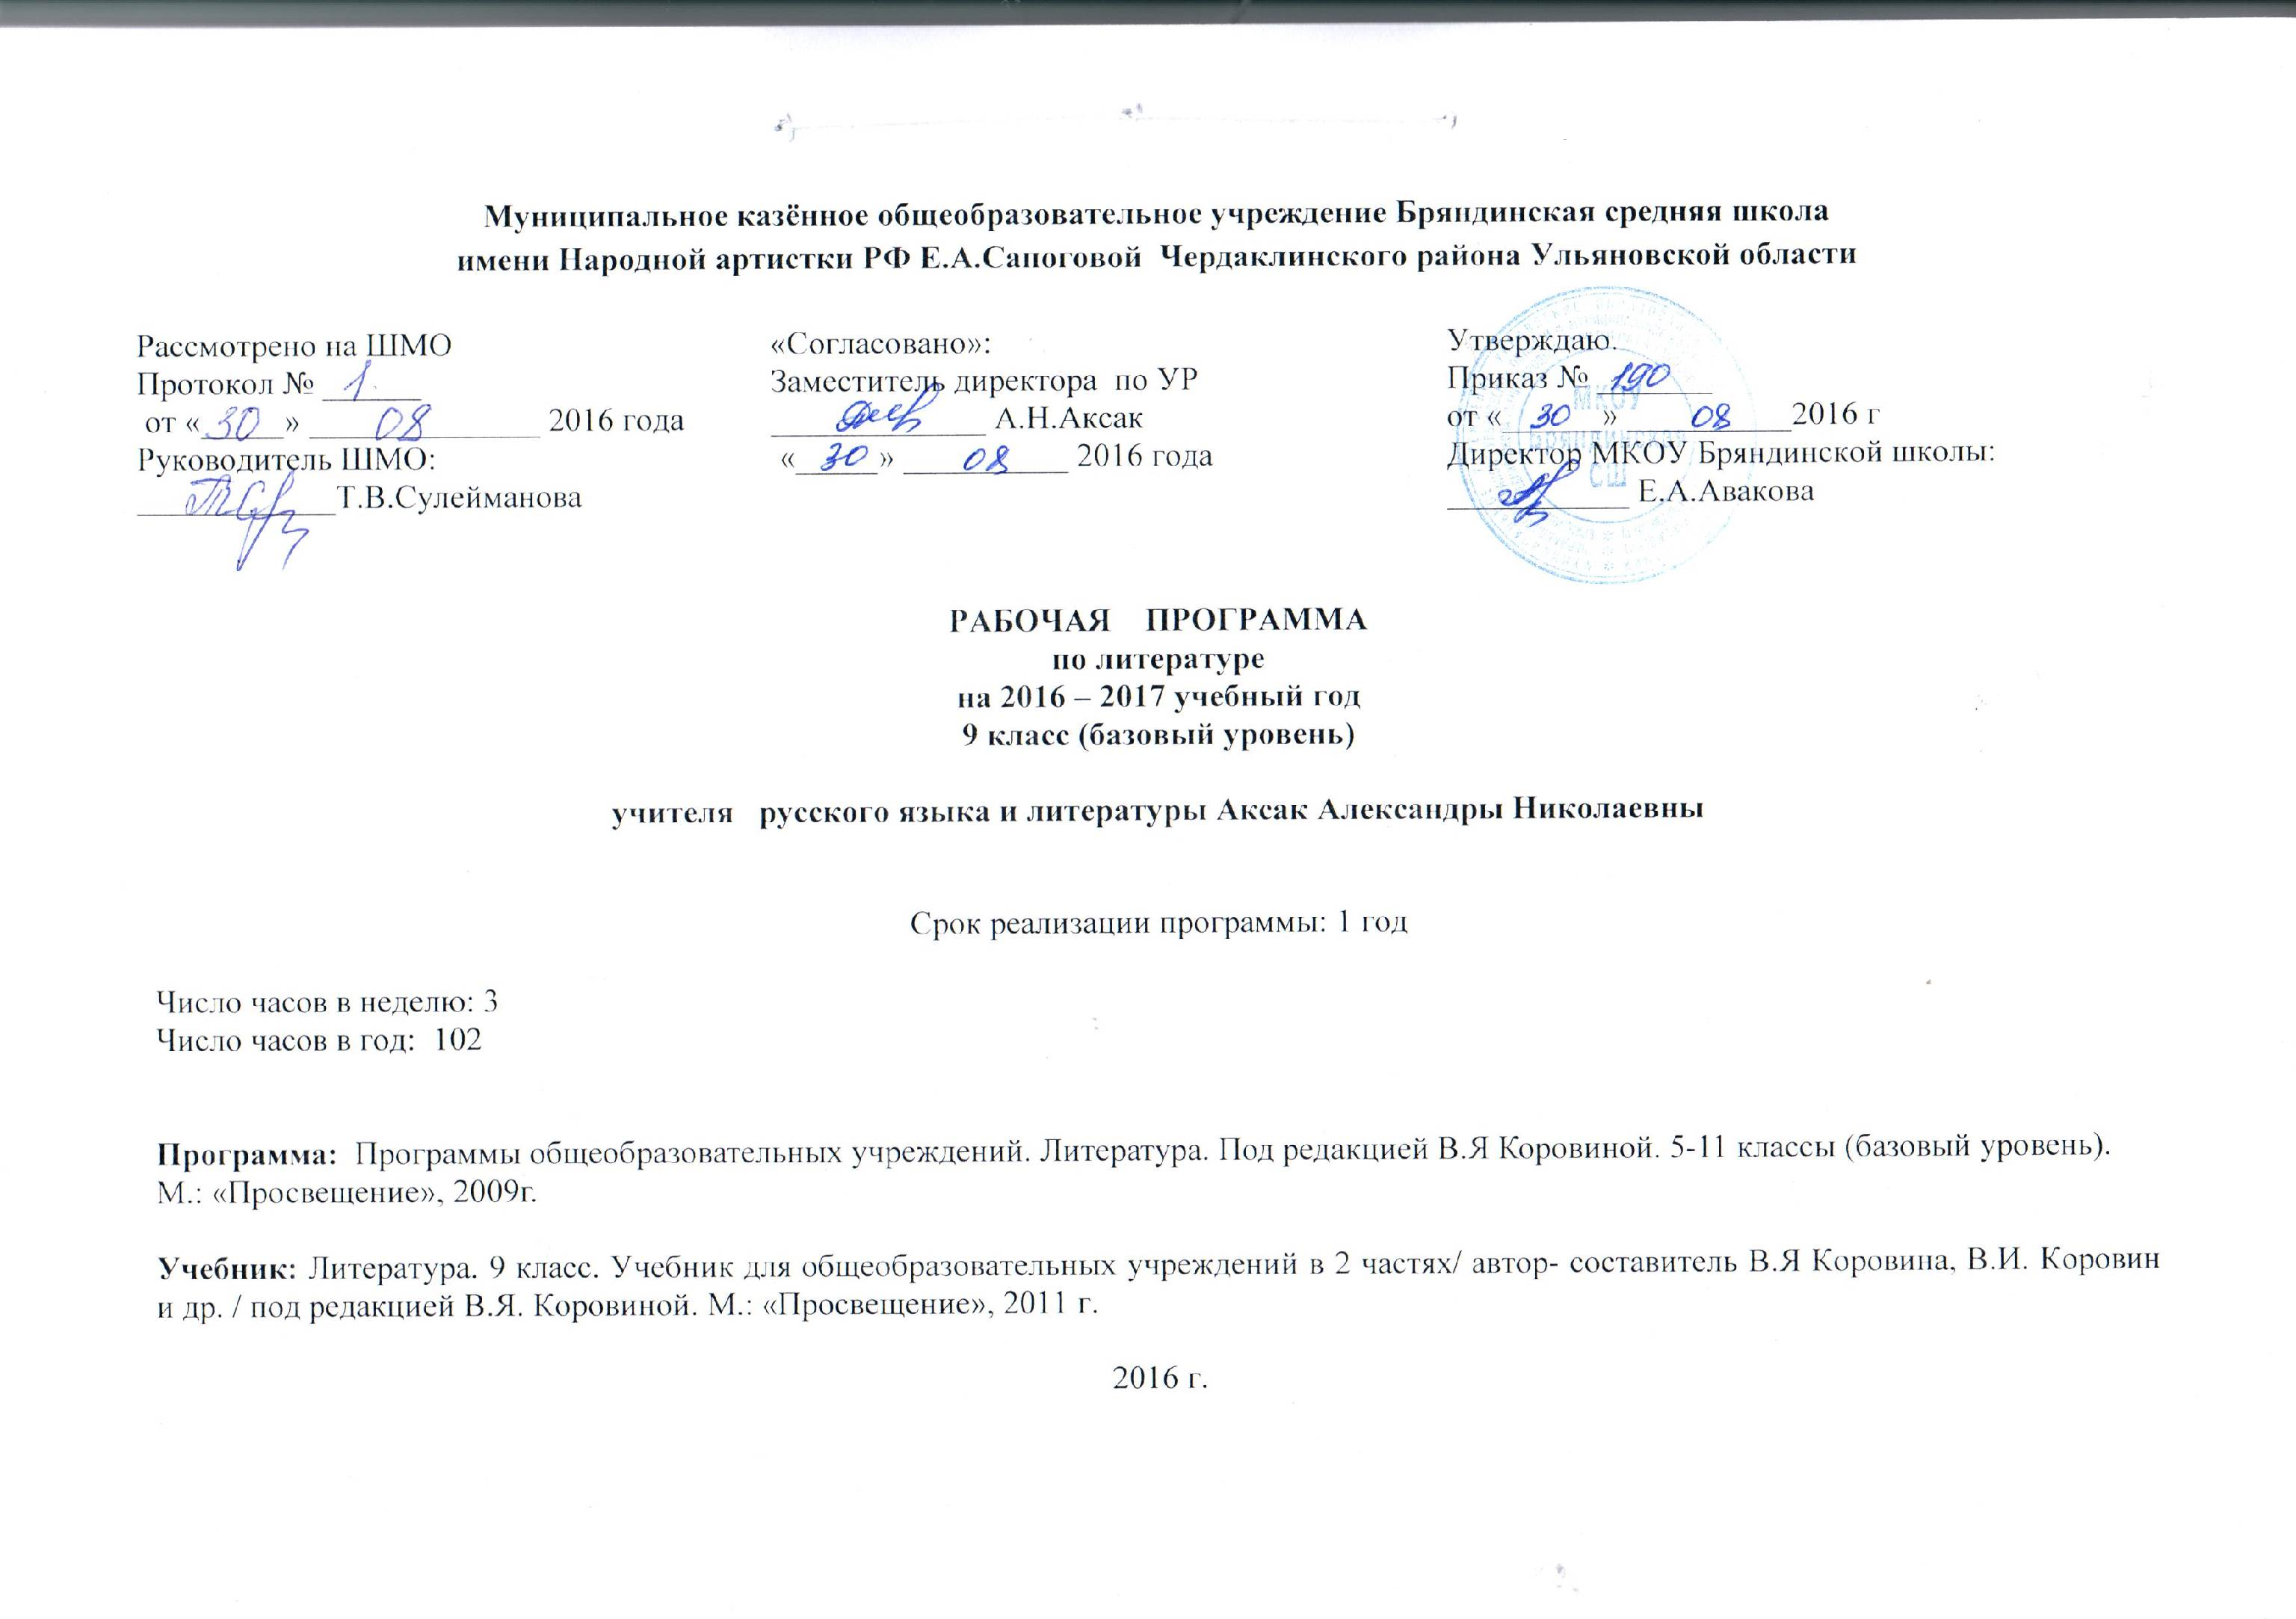 Муниципальное казённое общеобразовательное учреждение Бряндинская средняя школа
имени Народной артистки РФ Е.А.Сапоговой Чердаклинского района Ульяновской области
Рассмотрено на ШМО
Протокол № 1
от «30» 08 2016 года
Руководитель ШМО:
Т.В.Сулейманова
«Согласовано»:
Заместитель директора по УР
А.Н.Аксак
«30» 08 2016 года
Утверждаю.
Приказ № 190
от «30» 08 2016 г
Директор МКОУ Бряндинской школы:
Е.А.Авакова
МКОУ
Бряндинская
СШ
РАБОЧАЯ ПРОГРАММА
по литературе
на 2016 – 2017 учебный год
9 класс (базовый уровень)
учителя русского языка и литературы Аксак Александры Николаевны
Срок реализации программы: 1 год
Число часов в неделю: 3
Число часов в год: 102
Программа: Программы общеобразовательных учреждений. Литература. Под редакцией В.Я Коровиной. 5-11 классы (базовый уровень).
М.: «Просвещение», 2009г.
Учебник: Литература. 9 класс. Учебник для общеобразовательных учреждений в 2 частях/ автор- составитель В.Я Коровина, В.И. Коровин
и др. / под редакцией В.Я. Коровиной. М.: «Просвещение», 2011 г.
2016 г.